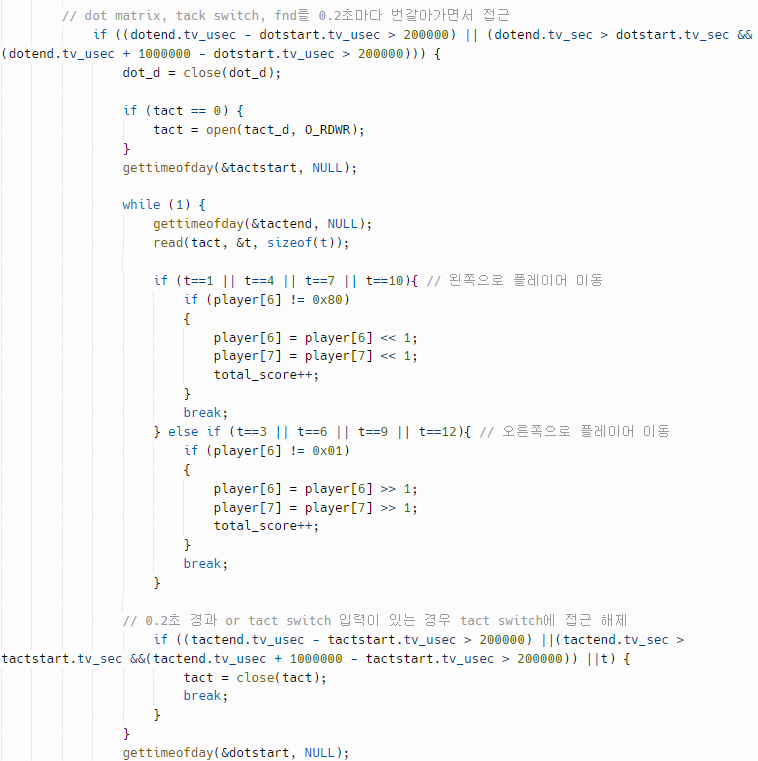 // dot matrix, tack switch, fnd를 0.2초마다 번갈아가면서 접근
if ((dotend.tv_usec - dotstart.tv_usec > 200000) || (dotend.tv_sec > dotstart.tv_sec &&
(dotend.tv_usec + 1000000 - dotstart.tv_usec > 200000))) {
dot_d = close(dot_d);
if (tact == 0) {
tact = open(tact_d, O_RDWR);
}
gettimeofday(&tactstart, NULL);
while (1) {
gettimeofday(&tactend, NULL);
read(tact, &t, sizeof(t));
if (t==1 || t==4 || t==7 || t==10){ // 왼쪽으로 플레이어 이동
if (player[6] != 0x80)
{
player[6] = player[6] << 1;
player[7] = player[7] << 1;
total_score++;
}
break;
} else if (t==3 || t==6 || t==9 || t==12){ // 오른쪽으로 플레이어 이동
if (player[6] != 0x01)
{
player[6] = player[6] >> 1;
player[7] = player[7] >> 1;
total_score++;
}
break;
}
// 0.2초 경과 or tact switch 입력이 있는 경우 tact switch에 접근 해제
if ((tactend.tv_usec - tactstart.tv_usec > 200000) ||(tactend.tv_sec >
tactstart.tv_sec &&(tactend.tv_usec + 1000000 - tactstart.tv_usec > 200000)) ||t) {
tact = close(tact);
break;
}
}
gettimeofday(&dotstart, NULL);